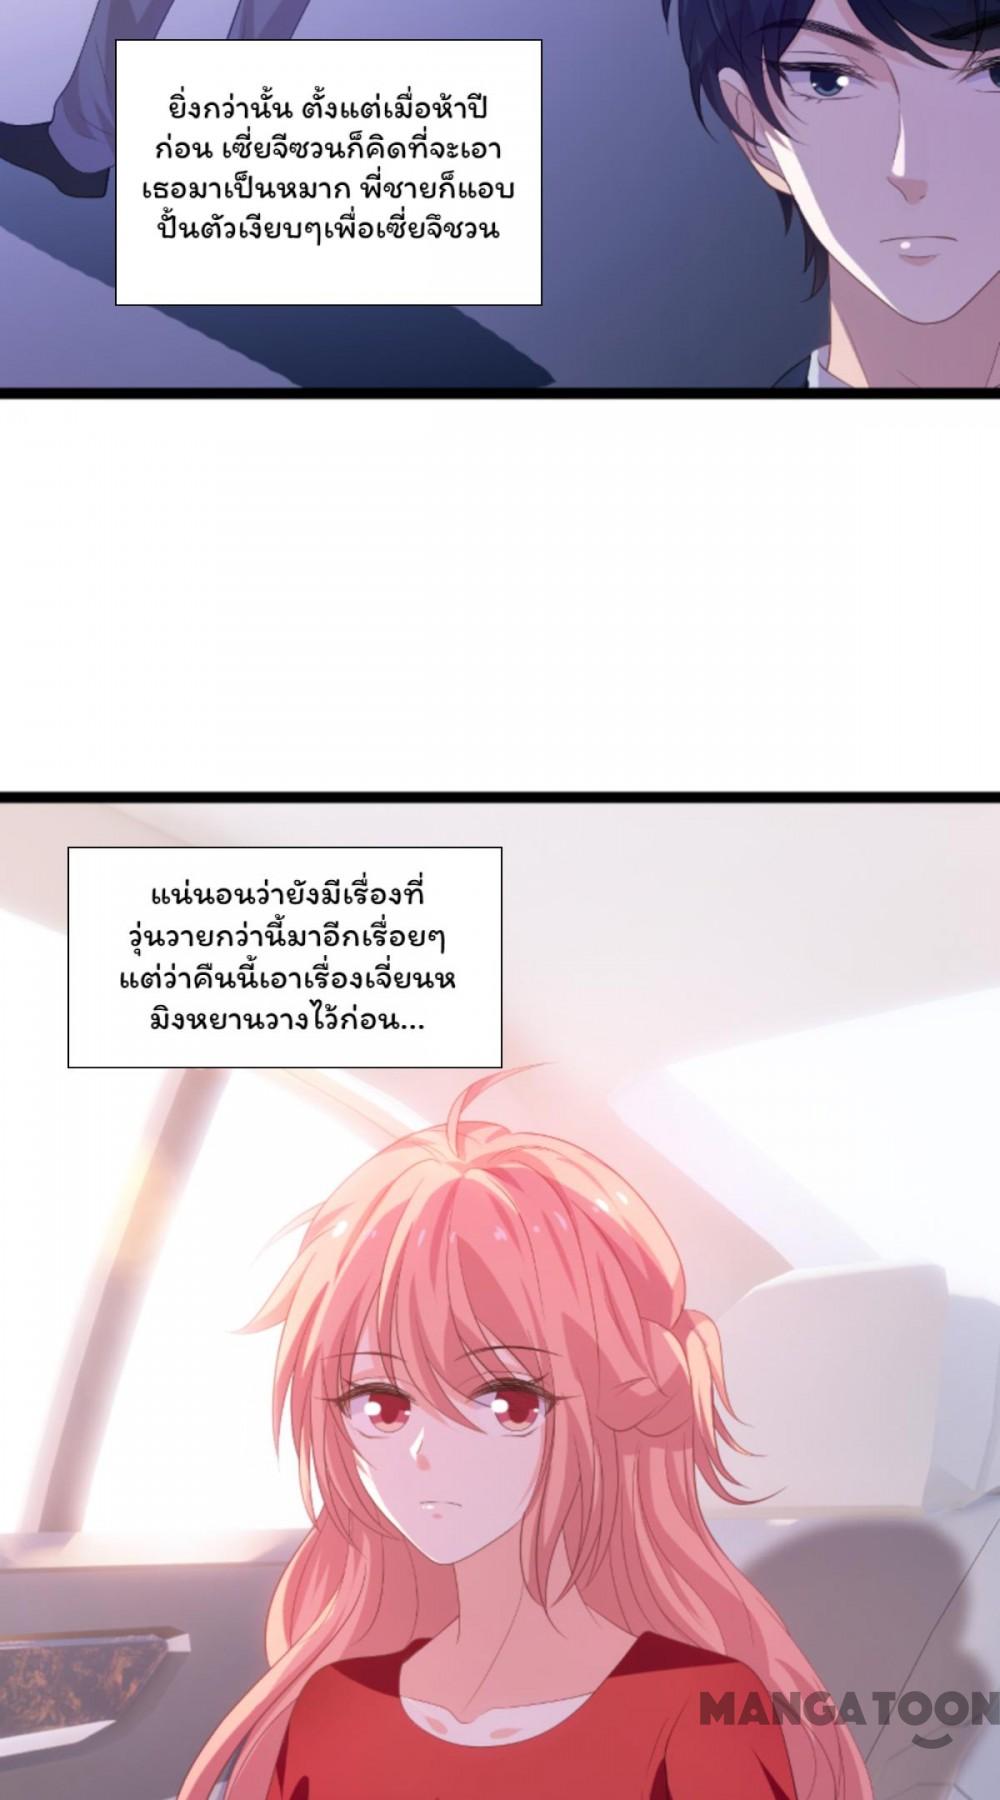 ยิ่งกว่านั้น ตั้งแต่เมื่อห้าปี
ก่อน เซี่ยจีซวนก็คิดที่จะเอา
เธอมาเป็นหมาก พี่ชายก็แอบ
ปั้นตัวเงียบๆเพื่อเซี่ยจีชวน
แน่นอนว่ายังมีเรื่องที่
วุ่นวายกว่านี้มาอีกเรื่อยๆ
แต่ว่าคืนนี้เอาเรื่องเจี่ยนห
มิงหยานวางไว้ก่อน...
MANGATOON